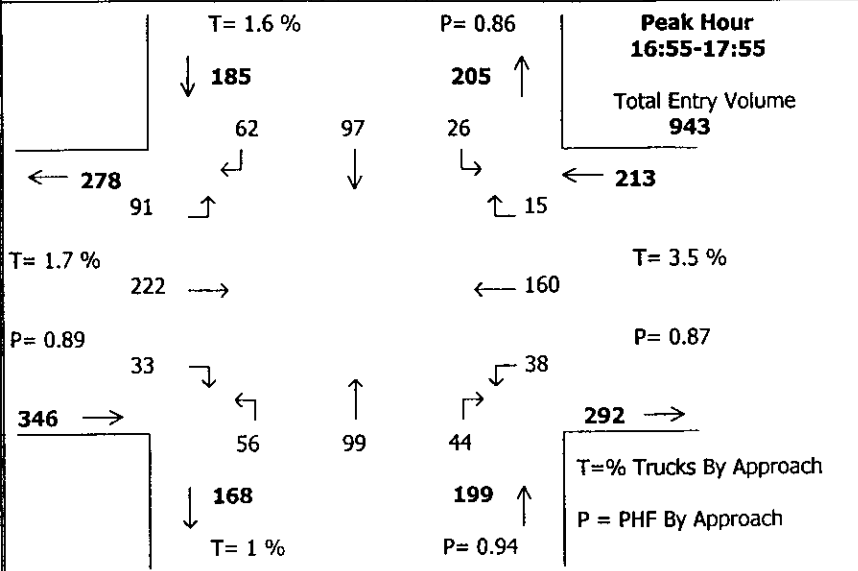 T= 1.6 % P= 0.86 Peak Hour
16:55-17:55
185 205
Total Entry Volume
62 97 26 943
278 213
91 15
T= 1.7 % T= 3.5 %
222 160
P= 0.89 P= 0.87
33 38
346 292
56 99 44
T=% Trucks By Approach
168 199
P = PHF By Approach
T= 1 % P= 0.94